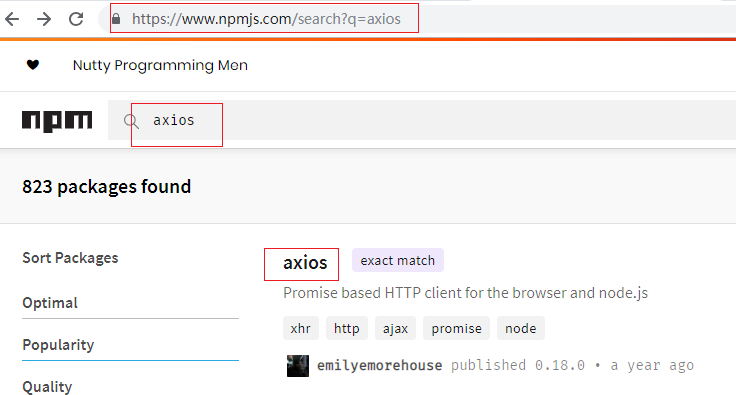 https://www.npmjs.com/search?q=axios
Nutty Programming Men
npm
axios
823 packages found
Sort Packages
Optimal
Popularity
Quality
axios
exact match
Promise based HTTP client for the browser and node.js
xhr http ajax promise node
emilyemorehouse published 0.18.0 • a year ago